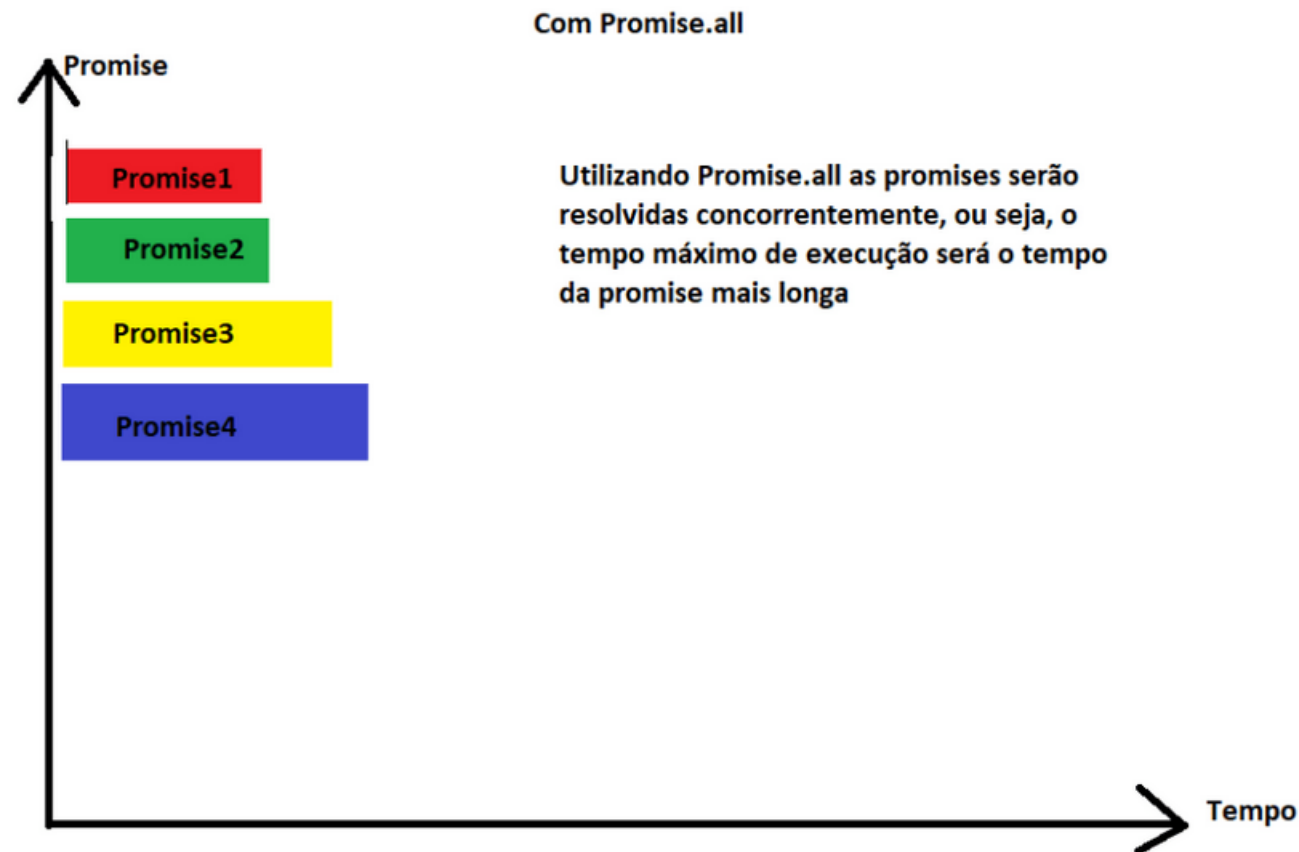 Com Promise.all
Promise
Promise1
Utilizando Promise.all as promises serão
resolvidas concorrentemente, ou seja, o
tempo máximo de execução será o tempo
da promise mais longa
Promise2
Promise3
Promise4
Tempo